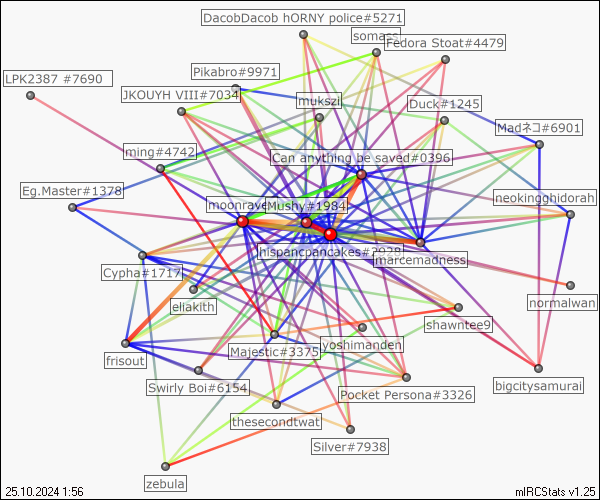 DacobDacob hORNY police#5271
somass
Fedora Stoat#4479
LPK2387 #7690
Pikabro#9971
JKOUYH VIII#7034
mukszi
Duck#1245
Madネコ#6901
ming#4742
Can anything be saved#0396
Eg.Master#1378
moonrave
Mushy#1984
neokingghidorah
hispancpancakes#2928
marcemadness
Cypha#1717
eliakith
normalwan
shawntee9
frisout
Majestic#3375
yoshimanden
Swirly Boi#6154
Pocket Persona#3326
bigcitysamurai
thesecondtwat
Silver#7938
zebula
25.10.2024 1:56
mIRCStats v1.25